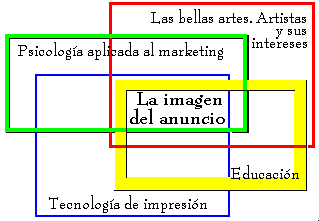 Las bellas artes. Artistas
y sus
intereses
Psicología aplicada al marketing
La imagen
del anuncio
Educación
Tecnología de impresión